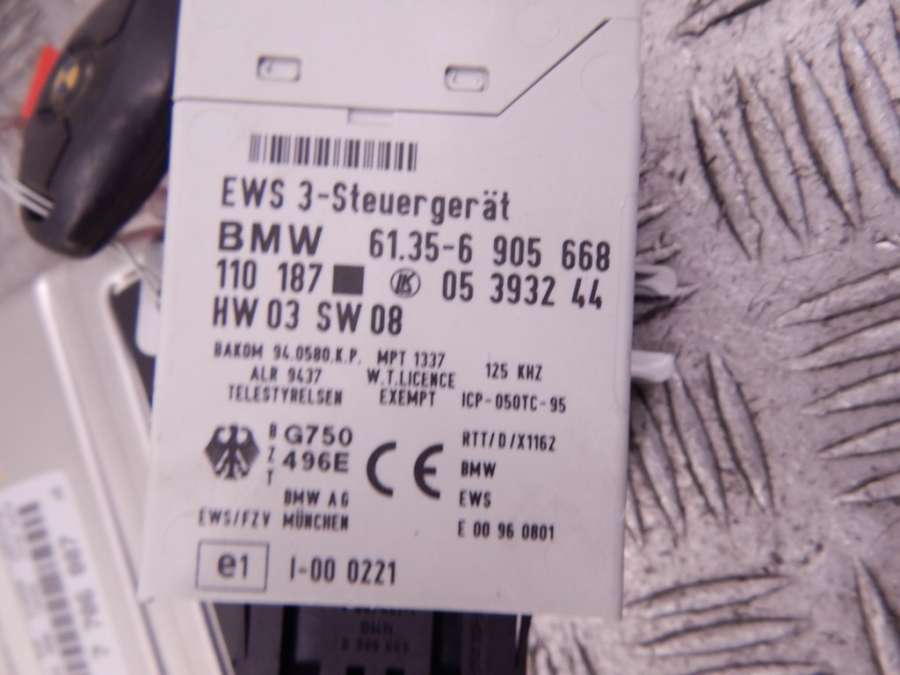 EWS 3-Steuergerät
BMW 61.35-6 905 668
110 187 05 3932 44
HW 03 SW 08
BAKOM 94.0580.K.P. MPT 1337
ALR 9437 W.T.LICENCE 125 KHZ
TELESTYRELSEN EXEMPT ICP-050TC-95
BZT G750 RTT/D/X1162
496E CE BMW
BMW AG EWS
EWS/FZV MÜNCHEN E 00 96 0801
e1 I-00 0221